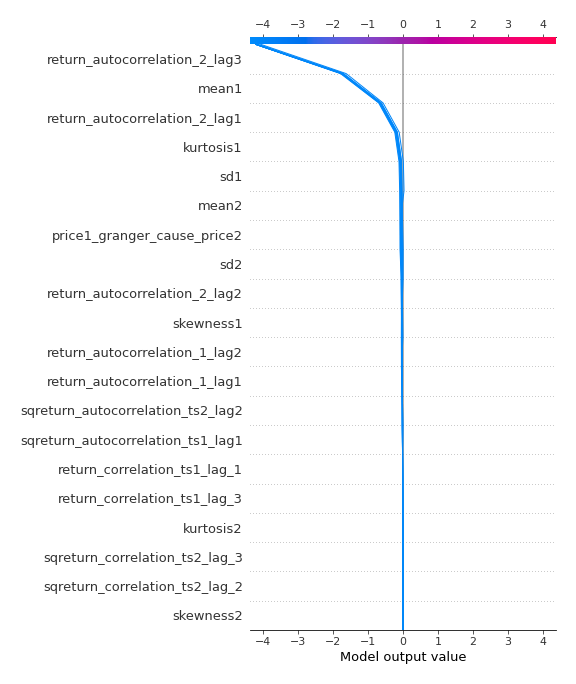 −4 −3 −2 −1 0 1 2 3 4
return_autocorrelation_2_lag3
mean1
return_autocorrelation_2_lag1
kurtosis1
sd1
mean2
price1_granger_cause_price2
sd2
return_autocorrelation_2_lag2
skewness1
return_autocorrelation_1_lag2
return_autocorrelation_1_lag1
sqreturn_autocorrelation_ts2_lag2
sqreturn_autocorrelation_ts1_lag1
return_correlation_ts1_lag_1
return_correlation_ts1_lag_3
kurtosis2
sqreturn_correlation_ts2_lag_3
sqreturn_correlation_ts2_lag_2
skewness2
−4 −3 −2 −1 0 1 2 3 4
Model output value